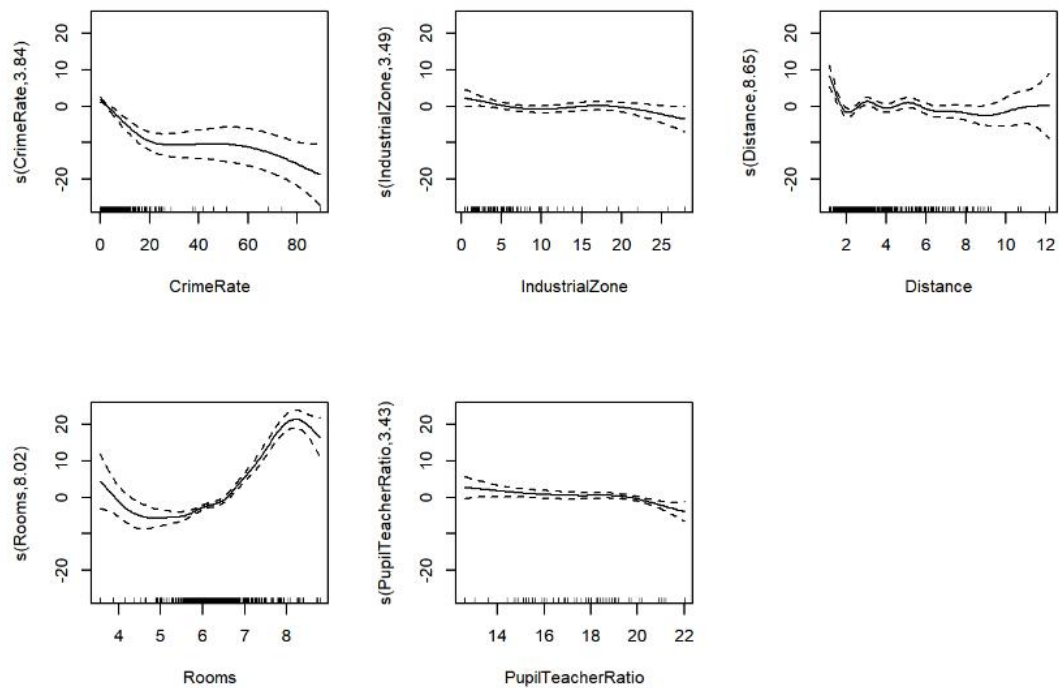 s(CrimeRate,3.84)
20
10
0
-20
0 20 40 60 80
CrimeRate
s(IndustrialZone,3.49)
20
10
0
-20
0 5 10 15 20 25
IndustrialZone
s(Distance,8.65)
20
10
0
-20
2 4 6 8 10 12
Distance
s(Rooms,8.02)
20
10
0
-20
4 5 6 7 8
Rooms
s(PupilTeacherRatio,3.43)
20
10
0
-20
14 16 18 20 22
PupilTeacherRatio